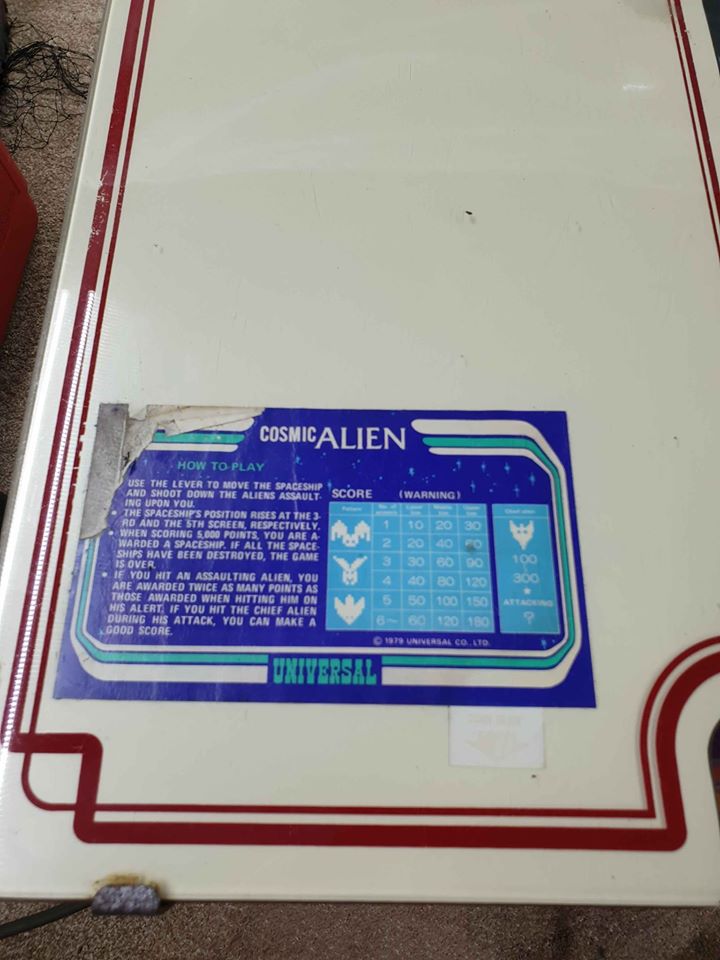 COSMIC ALIEN
HOW TO PLAY
USE THE LEVER TO MOVE THE SPACESHIP
AND SHOOT DOWN THE ALIENS ASSAULT-
ING UPON YOU.
• THE SPACESHIP'S POSITION RISES AT THE 3-
RD AND THE 5TH SCREEN, RESPECTIVELY.
• WHEN SCORING 5,000 POINTS, YOU ARE A-
WARDED A SPACESHIP. IF ALL THE SPACE-
SHIPS HAVE BEEN DESTROYED, THE GAME
IS OVER.
• IF YOU HIT AN ASSAULTING ALIEN, YOU
ARE AWARDED TWICE AS MANY POINTS AS
THOSE AWARDED WHEN HITTING HIM ON
HIS ALERT. IF YOU HIT THE CHIEF ALIEN
DURING HIS ATTACK, YOU CAN MAKE A
GOOD SCORE.
SCORE (WARNING)
Pattern No. of
1 10 20 30
2 20 40 60
3 30 60 90
4 40 80 120
5 50 100 150
6~ 60 120 180
Chief alien
100
300
★
ATTACKING
?
© 1979 UNIVERSAL CO., LTD.
UNIVERSAL